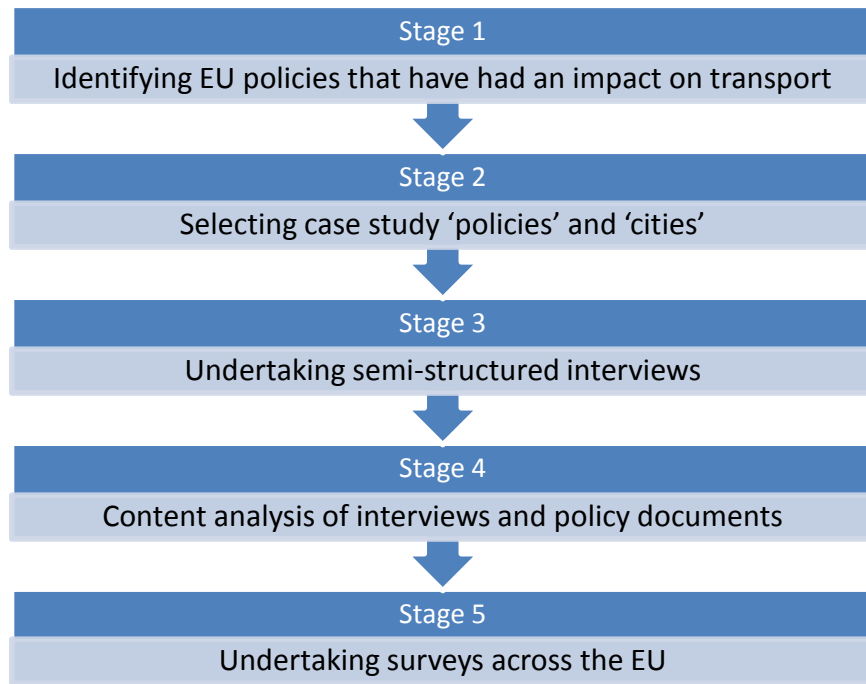 Stage 1
Identifying EU policies that have had an impact on transport
Stage 2
Selecting case study ‘policies’ and ‘cities’
Stage 3
Undertaking semi-structured interviews
Stage 4
Content analysis of interviews and policy documents
Stage 5
Undertaking surveys across the EU